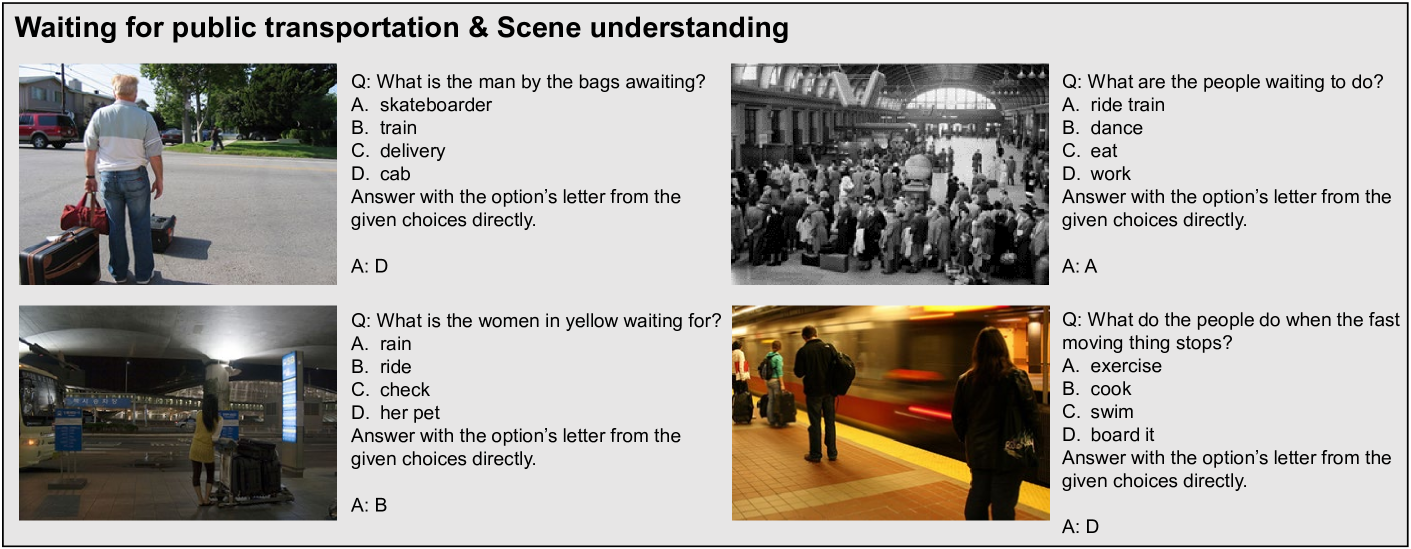 Waiting for public transportation & Scene understanding
Q: What is the man by the bags awaiting?
A. skateboarder
B. train
C. delivery
D. cab
Answer with the option’s letter from the
given choices directly.
A: D
Q: What are the people waiting to do?
A. ride train
B. dance
C. eat
D. work
Answer with the option’s letter from the
given choices directly.
A: A
Q: What is the women in yellow waiting for?
A. rain
B. ride
C. check
D. her pet
Answer with the option’s letter from the
given choices directly.
A: B
Q: What do the people do when the fast
moving thing stops?
A. exercise
B. cook
C. swim
D. board it
Answer with the option’s letter from the
given choices directly.
A: D